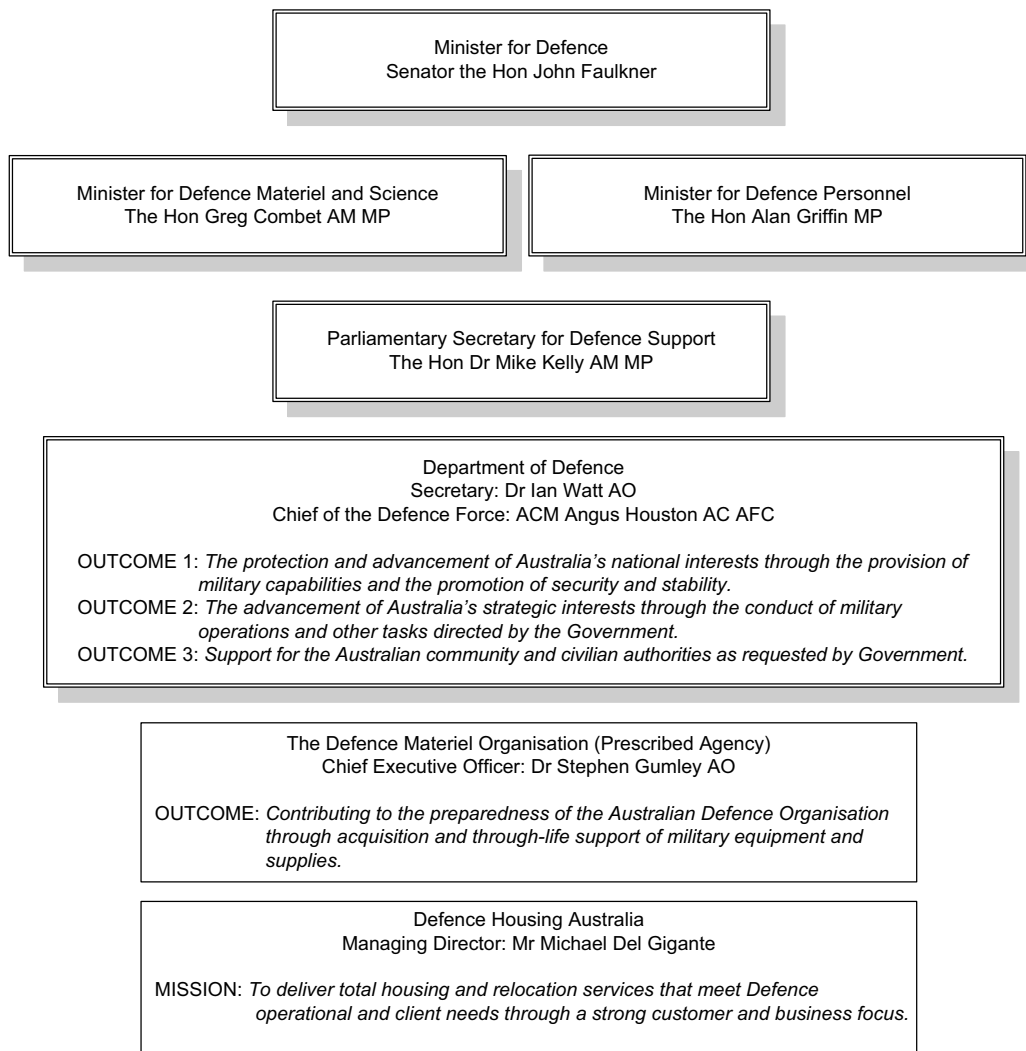 Minister for Defence
Senator the Hon John Faulkner
Minister for Defence Materiel and Science
The Hon Greg Combet AM MP
Minister for Defence Personnel
The Hon Alan Griffin MP
Parliamentary Secretary for Defence Support
The Hon Dr Mike Kelly AM MP
Department of Defence
Secretary: Dr Ian Watt AO
Chief of the Defence Force: ACM Angus Houston AC AFC
OUTCOME 1: The protection and advancement of Australia’s national interests through the provision of
military capabilities and the promotion of security and stability.
OUTCOME 2: The advancement of Australia’s strategic interests through the conduct of military
operations and other tasks directed by the Government.
OUTCOME 3: Support for the Australian community and civilian authorities as requested by Government.
The Defence Materiel Organisation (Prescribed Agency)
Chief Executive Officer: Dr Stephen Gumley AO
OUTCOME: Contributing to the preparedness of the Australian Defence Organisation
through acquisition and through-life support of military equipment and
supplies.
Defence Housing Australia
Managing Director: Mr Michael Del Gigante
MISSION: To deliver total housing and relocation services that meet Defence
operational and client needs through a strong customer and business focus.